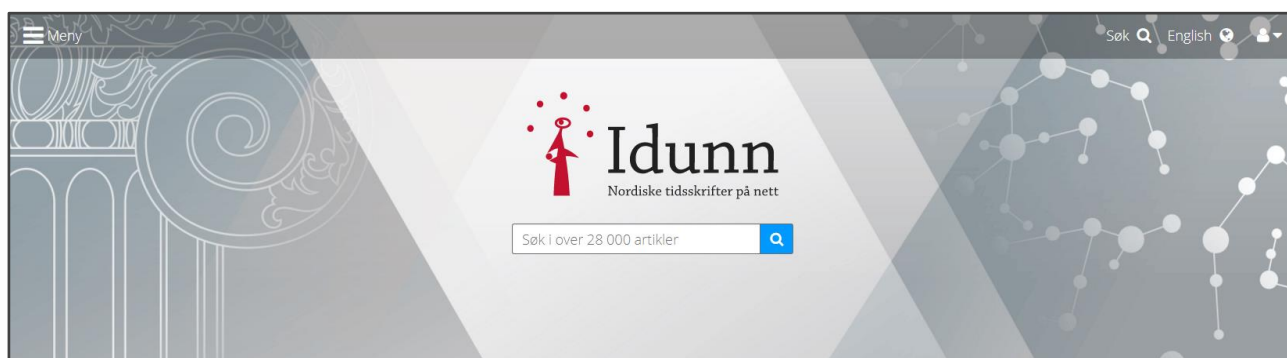 Meny
Søk English
Idunn
Nordiske tidsskrifter på nett
Søk i over 28 000 artikler